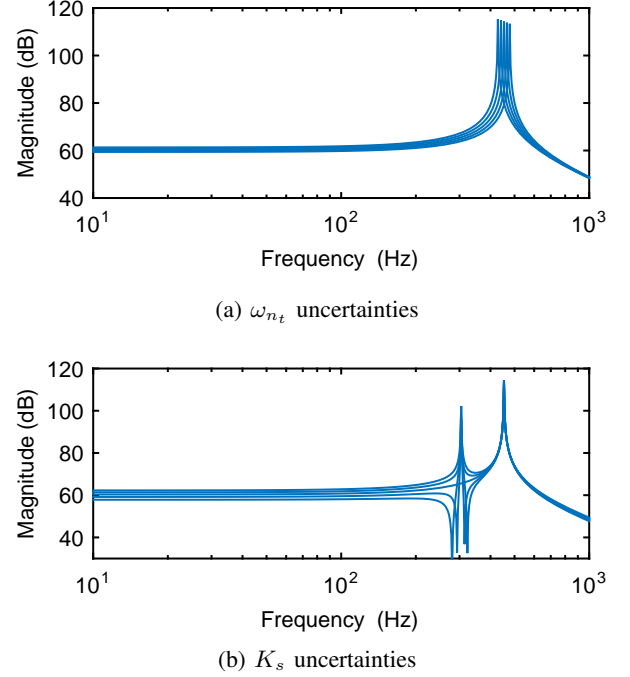 120
100
80
60
40
Magnitude (dB)
10^1
10^2
10^3
Frequency (Hz)
(a) ω_{n_t} uncertainties
120
100
80
60
40
Magnitude (dB)
10^1
10^2
10^3
Frequency (Hz)
(b) K_s uncertainties